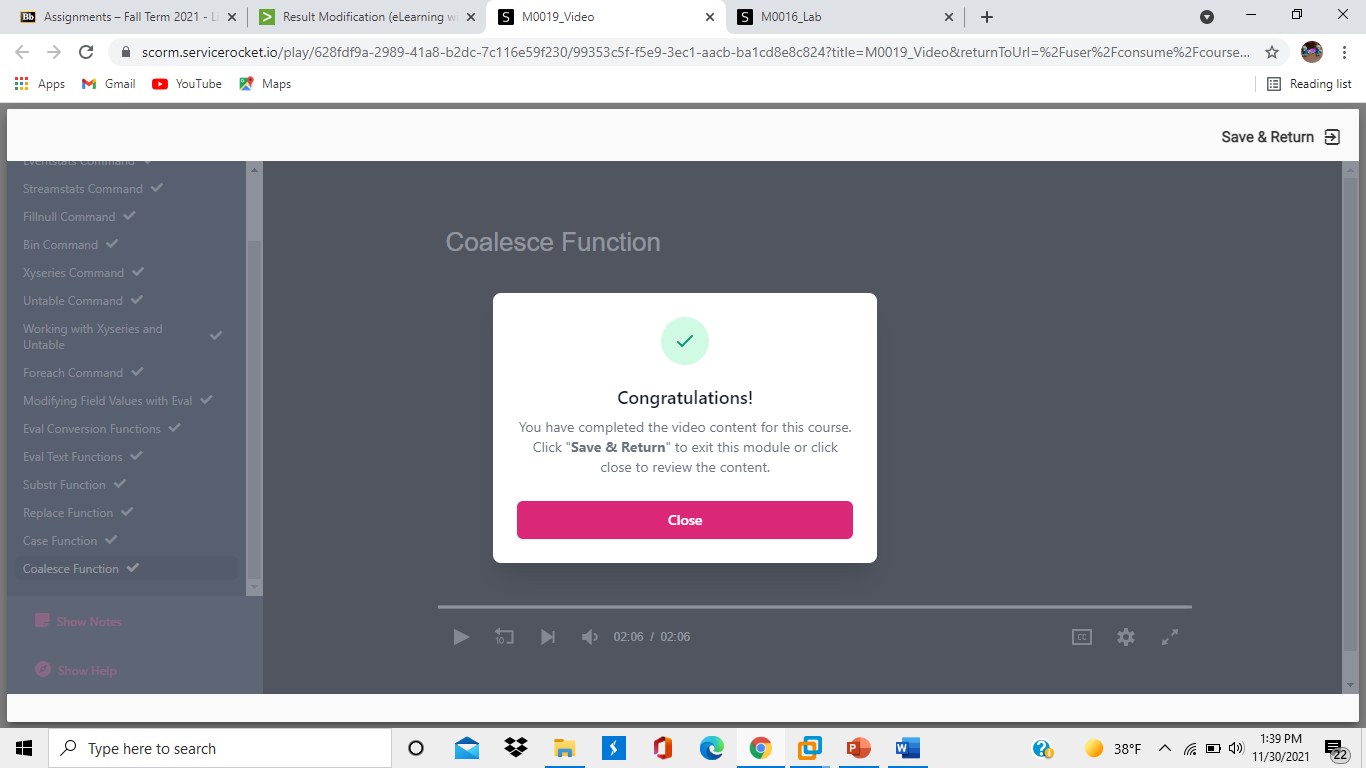 Assignments – Fall Term 2021 - Li
Result Modification (eLearning wi
M0019_Video
M0016_Lab
scorm.servicerocket.io/play/628fdf9a-2989-41a8-b2dc-7c116e59f230/99353c5f-f5e9-3ec1-aacb-ba1cd8e8c824?title=M0019_Video&returnToUrl=%2Fuser%2Fconsume%2Fcourse...
Apps
Gmail
YouTube
Maps
Reading list
Save & Return
Eventstats Command
Streamstats Command
Fillnull Command
Bin Command
Xyseries Command
Untable Command
Working with Xyseries and
Untable
Foreach Command
Modifying Field Values with Eval
Eval Conversion Functions
Eval Text Functions
Substr Function
Replace Function
Case Function
Coalesce Function
Show Notes
Show Help
Coalesce Function
Congratulations!
You have completed the video content for this course.
Click "Save & Return" to exit this module or click
close to review the content.
Close
10
02:06 / 02:06
CC
Type here to search
38°F
1:39 PM
11/30/2021
22